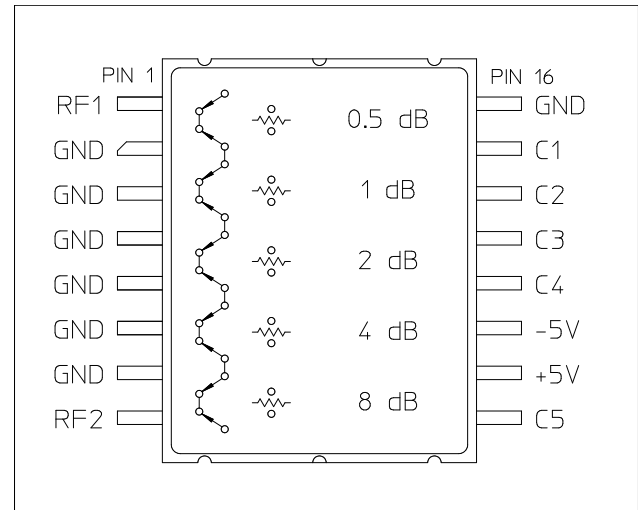 PIN 1
PIN 16
RF1
0.5 dB
GND
GND
C1
GND
1 dB
C2
GND
C3
2 dB
GND
C4
GND
4 dB
-5V
GND
+5V
8 dB
RF2
C5